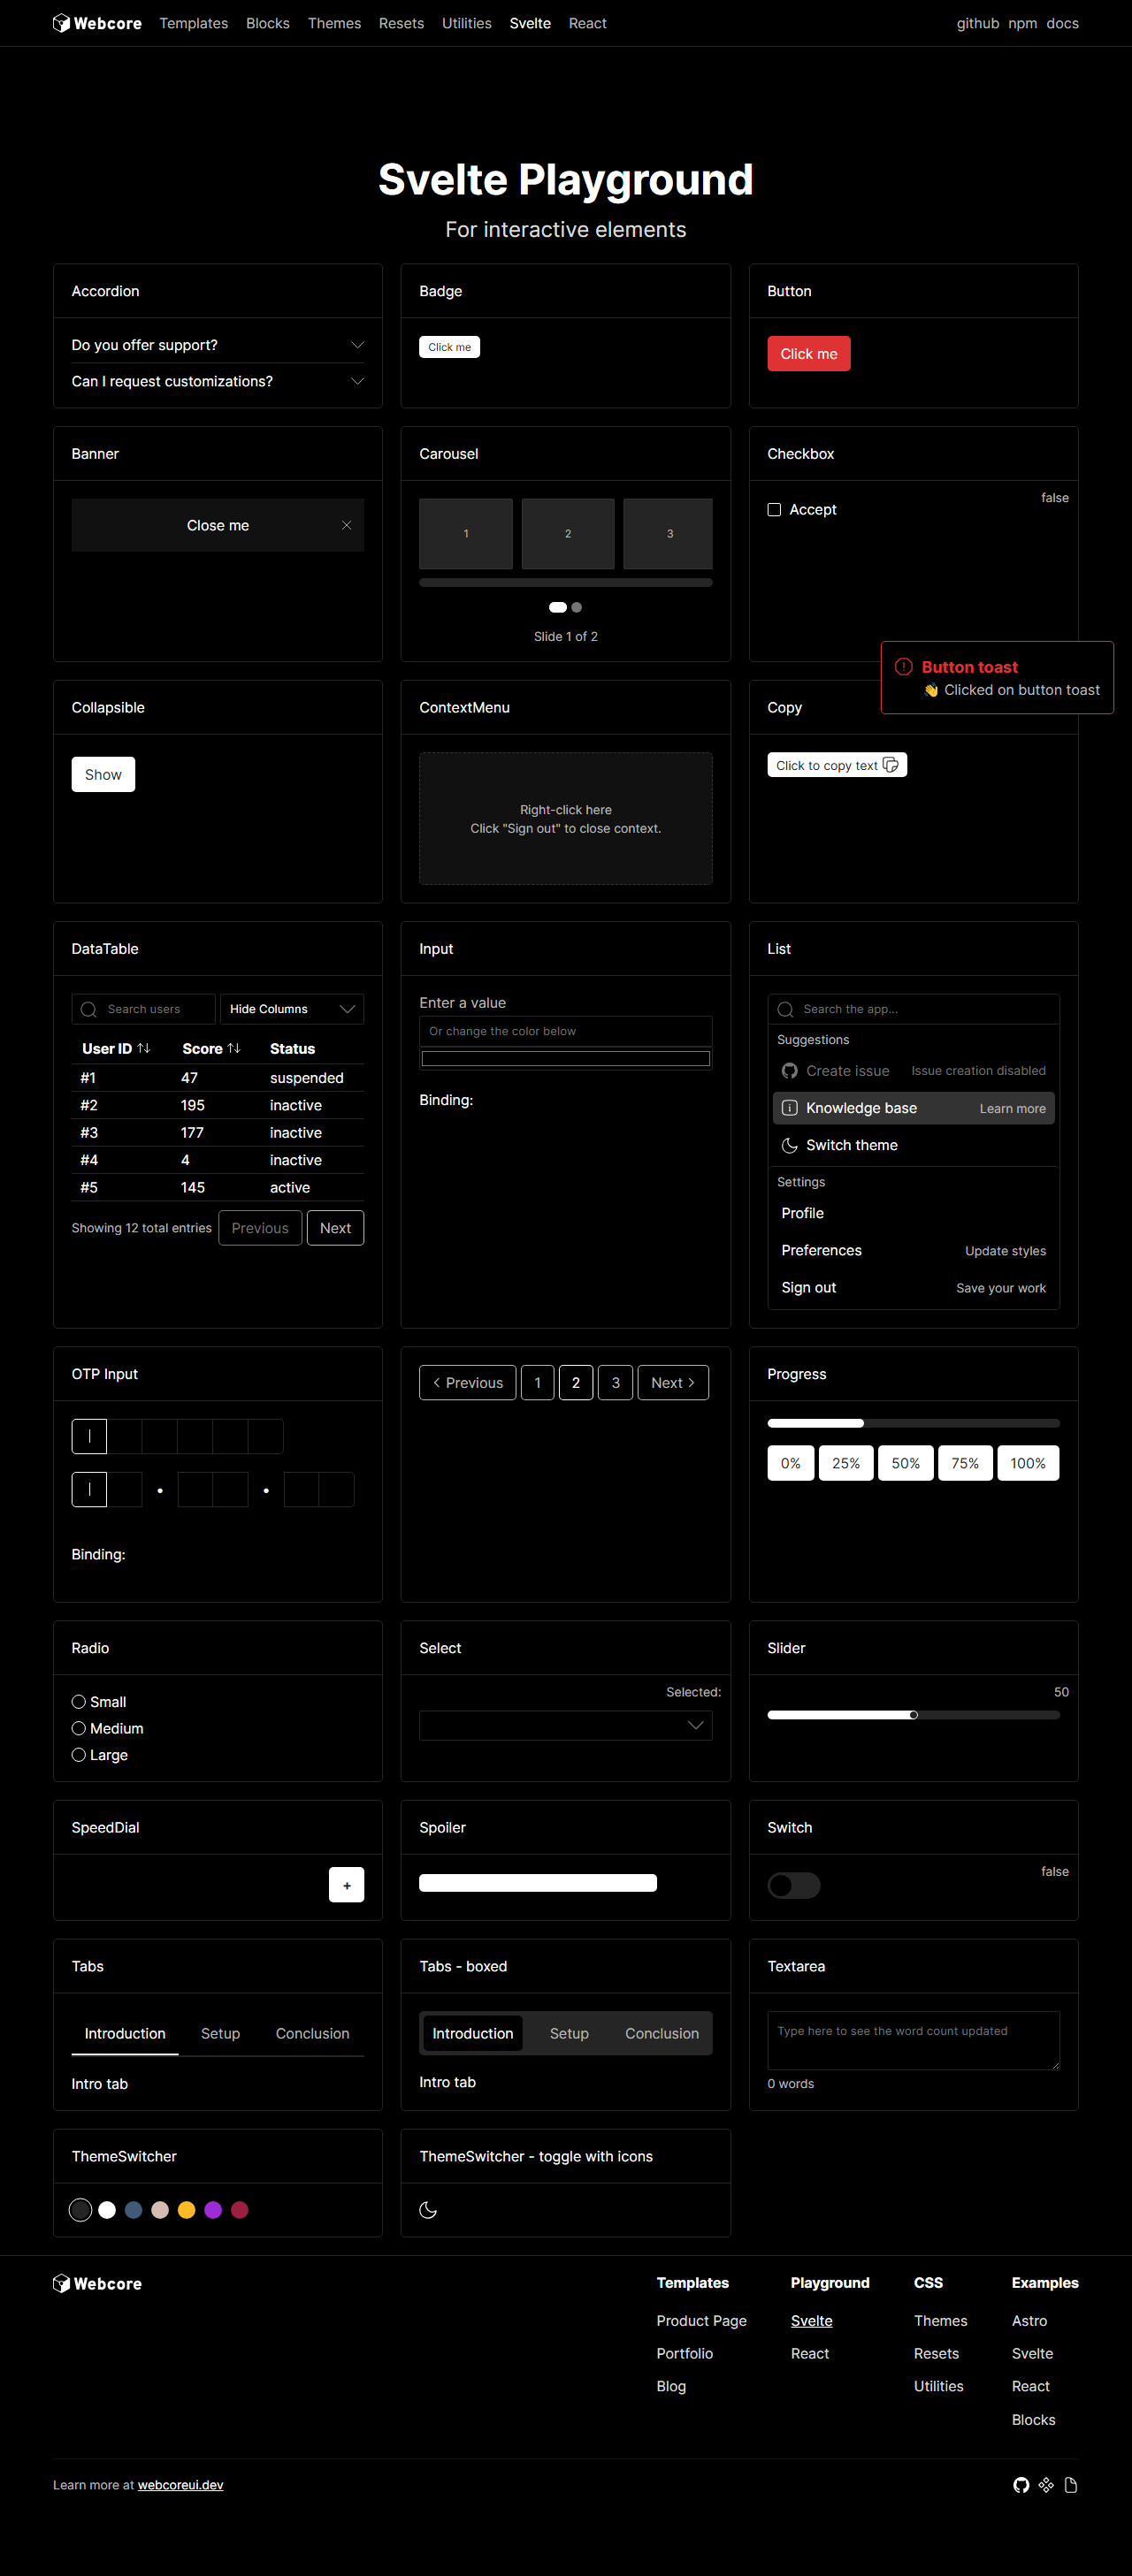 Webcore Templates Blocks Themes Resets Utilities Svelte React github npm docs
Svelte Playground
For interactive elements
Accordion
Do you offer support?
Can I request customizations?
Badge
Click me
Button
Click me
Banner
Close me
Carousel
1 2 3
Slide 1 of 2
Checkbox
false
Accept
Button toast
👋 Clicked on button toast
Collapsible
Show
ContextMenu
Right-click here
Click "Sign out" to close context.
Copy
Click to copy text
DataTable
Search users Hide Columns
User ID Score Status
#1 47 suspended
#2 195 inactive
#3 177 inactive
#4 4 inactive
#5 145 active
Showing 12 total entries Previous Next
Input
Enter a value
Or change the color below
Binding:
List
Search the app...
Suggestions
Create issue Issue creation disabled
Knowledge base Learn more
Switch theme
Settings
Profile
Preferences Update styles
Sign out Save your work
OTP Input
Binding:
Previous 1 2 3 Next
Progress
0% 25% 50% 75% 100%
Radio
Small
Medium
Large
Select
Selected:
Slider
50
SpeedDial
+
Spoiler
Switch
false
Tabs
Introduction Setup Conclusion
Intro tab
Tabs - boxed
Introduction Setup Conclusion
Intro tab
Textarea
Type here to see the word count updated
0 words
ThemeSwitcher
ThemeSwitcher - toggle with icons
Webcore
Templates
Product Page
Portfolio
Blog
Playground
Svelte
React
CSS
Themes
Resets
Utilities
Examples
Astro
Svelte
React
Blocks
Learn more at webcoreui.dev